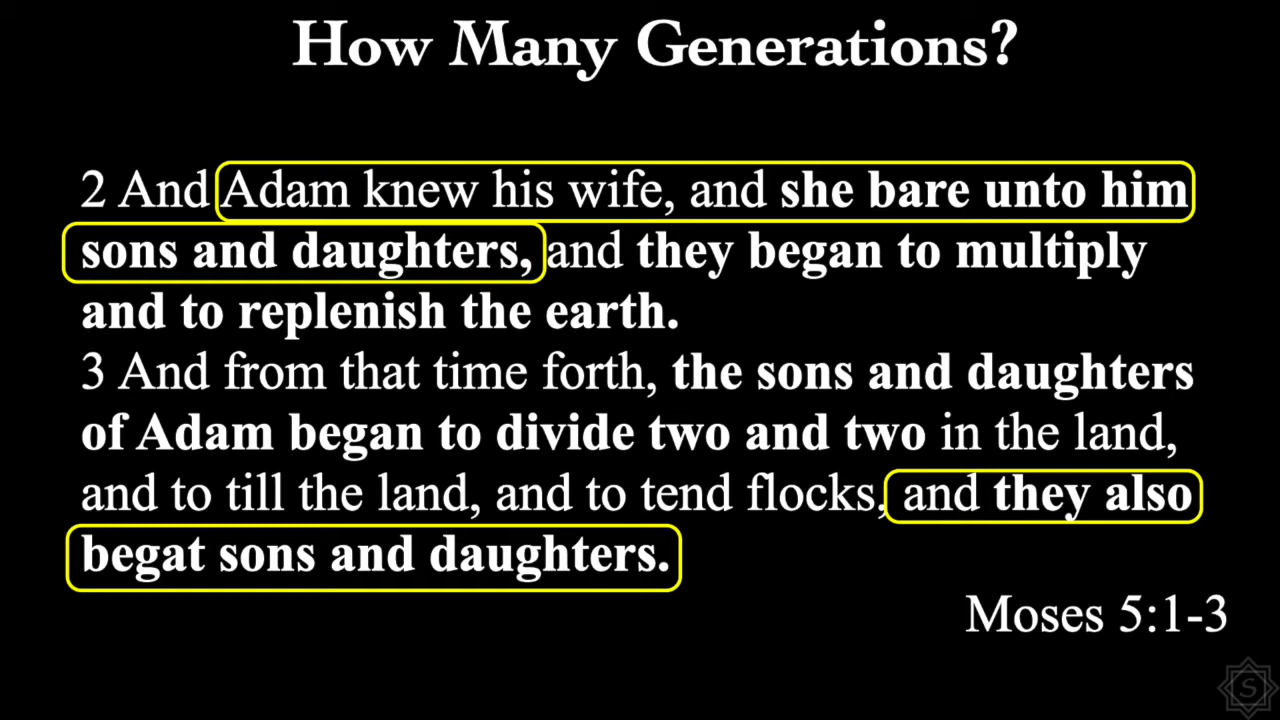 How Many Generations?
2 And Adam knew his wife, and she bare unto him
sons and daughters, and they began to multiply
and to replenish the earth.
3 And from that time forth, the sons and daughters
of Adam began to divide two and two in the land,
and to till the land, and to tend flocks, and they also
begat sons and daughters.
Moses 5:1-3
S